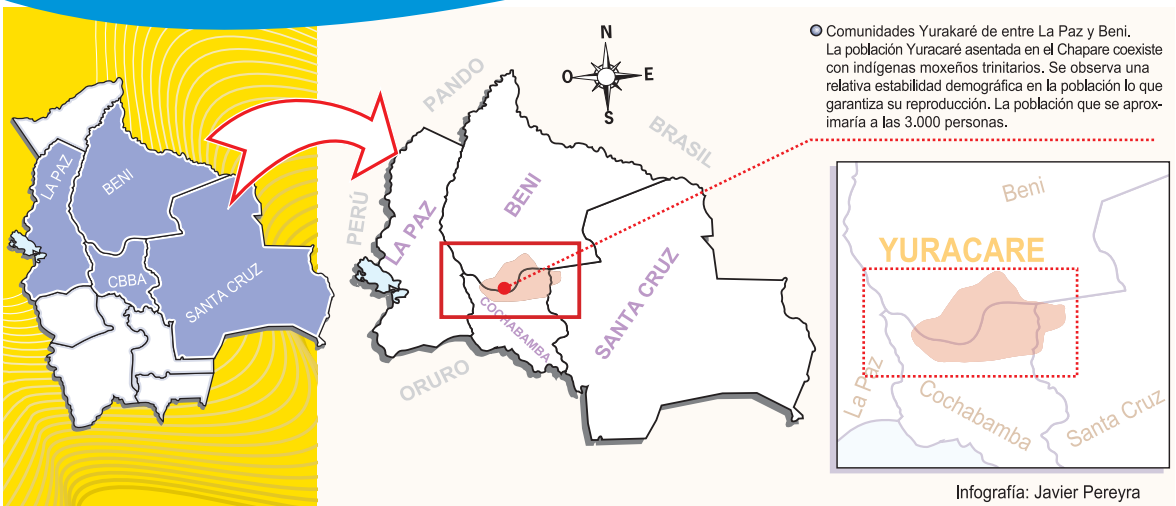 LA PAZ
BENI
CBBA
SANTA CRUZ
N
O
E
S
PANDO
BRASIL
PERÚ
LA PAZ
BENI
COCHABAMBA
SANTA CRUZ
ORURO
Comunidades Yurakaré de entre La Paz y Beni.
La población Yuracaré asentada en el Chapare coexiste
con indígenas moxeños trinitarios. Se observa una
relativa estabilidad demográfica en la población lo que
garantiza su reproducción. La población que se aprox-
imaría a las 3.000 personas.
Beni
YURACARE
La Paz
Cochabamba
Santa Cruz
Infografía: Javier Pereyra